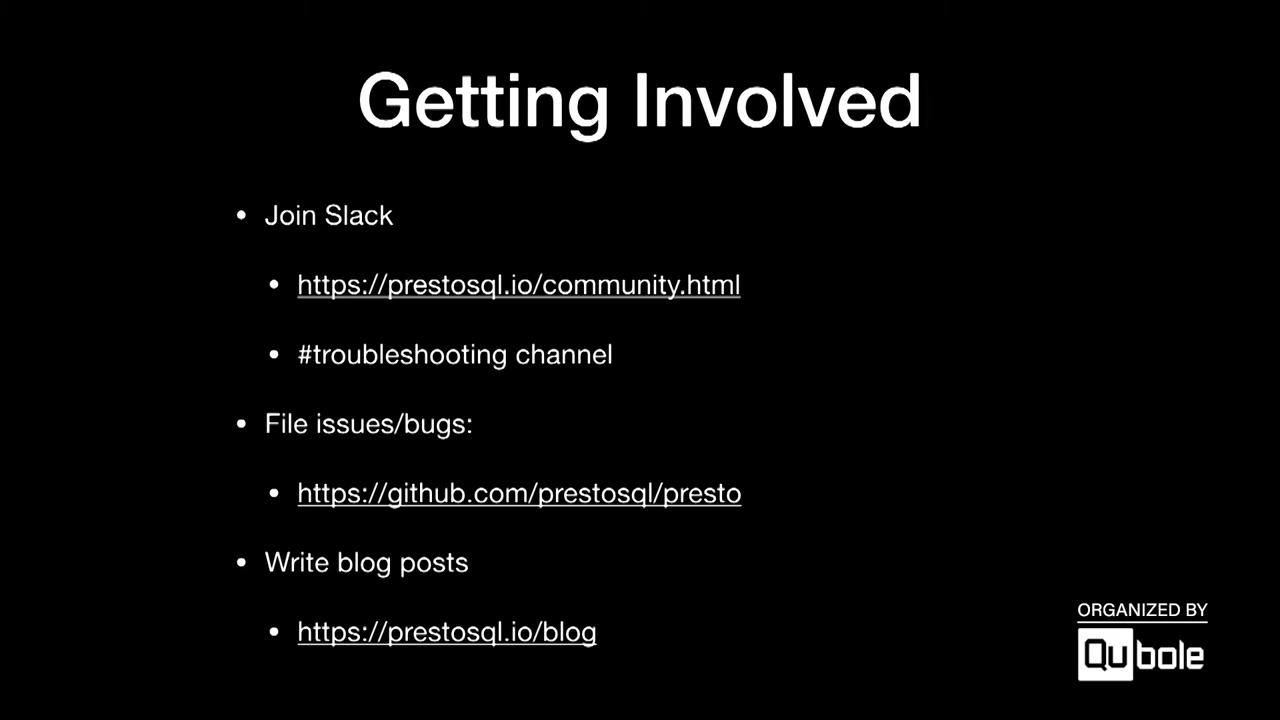 Getting Involved
• Join Slack
• https://prestosql.io/community.html
• #troubleshooting channel
• File issues/bugs:
• https://github.com/prestosql/presto
• Write blog posts
• https://prestosql.io/blog
ORGANIZED BY
Qubole